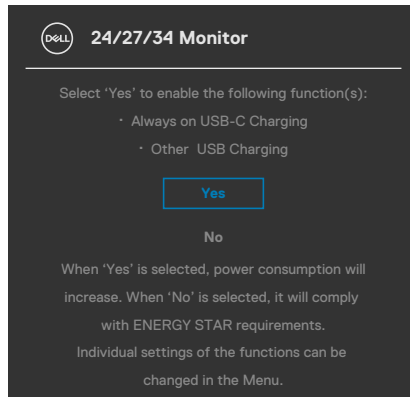 DELL 24/27/34 Monitor
Select ‘Yes’ to enable the following function(s):
· Always on USB-C Charging
· Other USB Charging
Yes
No
When ‘Yes’ is selected, power consumption will
increase. When ‘No’ is selected, it will comply
with ENERGY STAR requirements.
Individual settings of the functions can be
changed in the Menu.